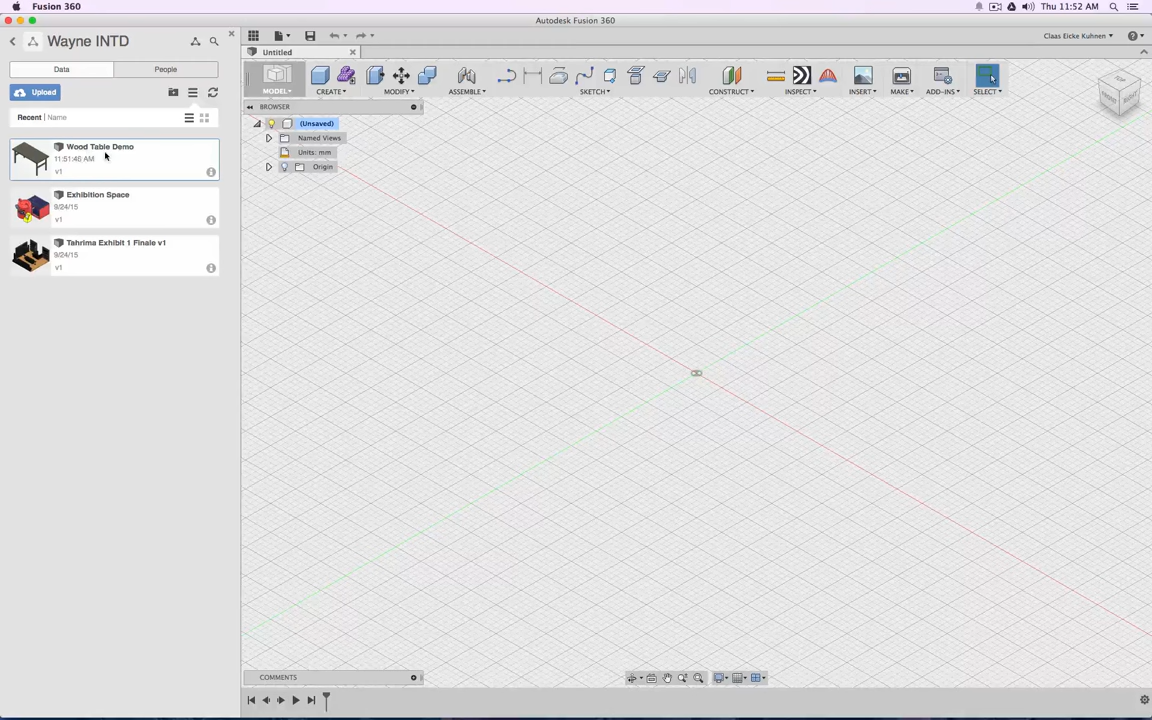 Fusion 360
Thu 11:52 AM
Autodesk Fusion 360
Wayne INTD
Claas Eicke Kuhnen
Untitled
Data People
Upload
MODEL CREATE MODIFY ASSEMBLE SKETCH CONSTRUCT INSPECT INSERT MAKE ADD-INS SELECT
TOP
FRONT RIGHT
BROWSER
Recent Name
(Unsaved)
Named Views
Units: mm
Origin
Wood Table Demo
11:51:46 AM
v1
Exhibition Space
9/24/15
v1
Tahrima Exhibit 1 Finale v1
9/24/15
v1
COMMENTS